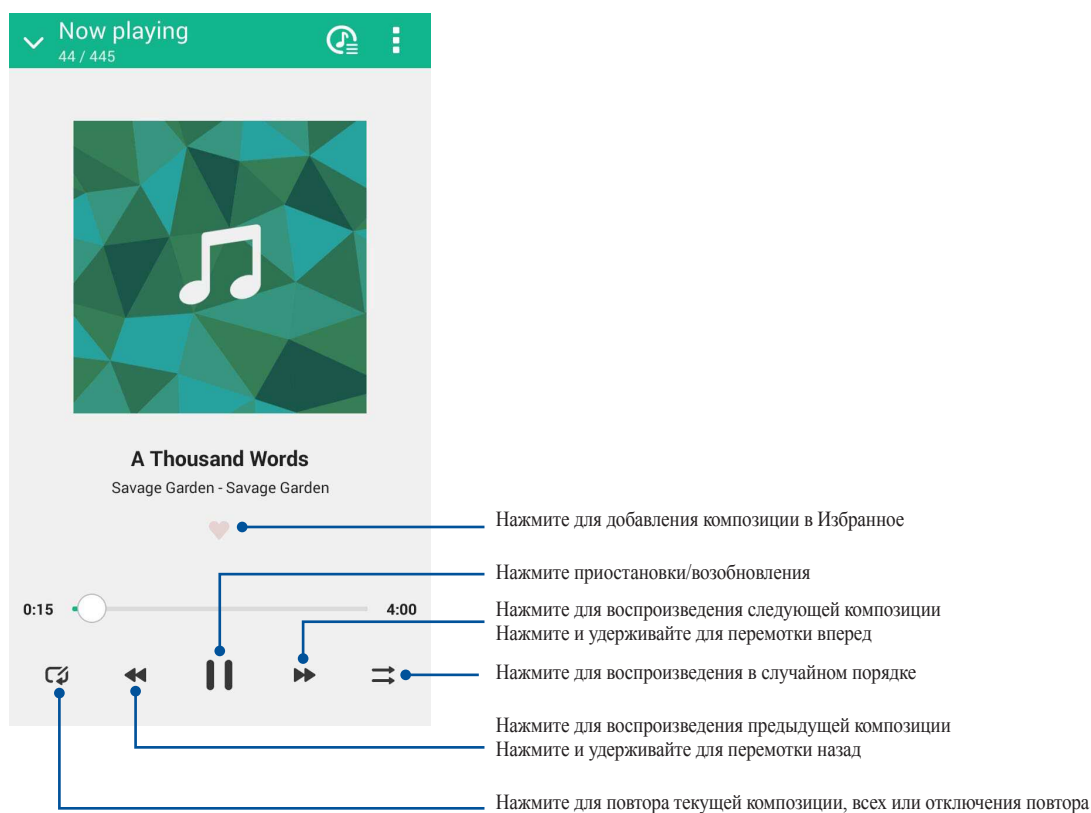 Now playing
44 / 445
A Thousand Words
Savage Garden - Savage Garden
Нажмите для добавления композиции в Избранное
Нажмите приостановки/возобновления
0:15
4:00
Нажмите для воспроизведения следующей композиции
Нажмите и удерживайте для перемотки вперед
Нажмите для воспроизведения в случайном порядке
Нажмите для воспроизведения предыдущей композиции
Нажмите и удерживайте для перемотки назад
Нажмите для повтора текущей композиции, всех или отключения повтора